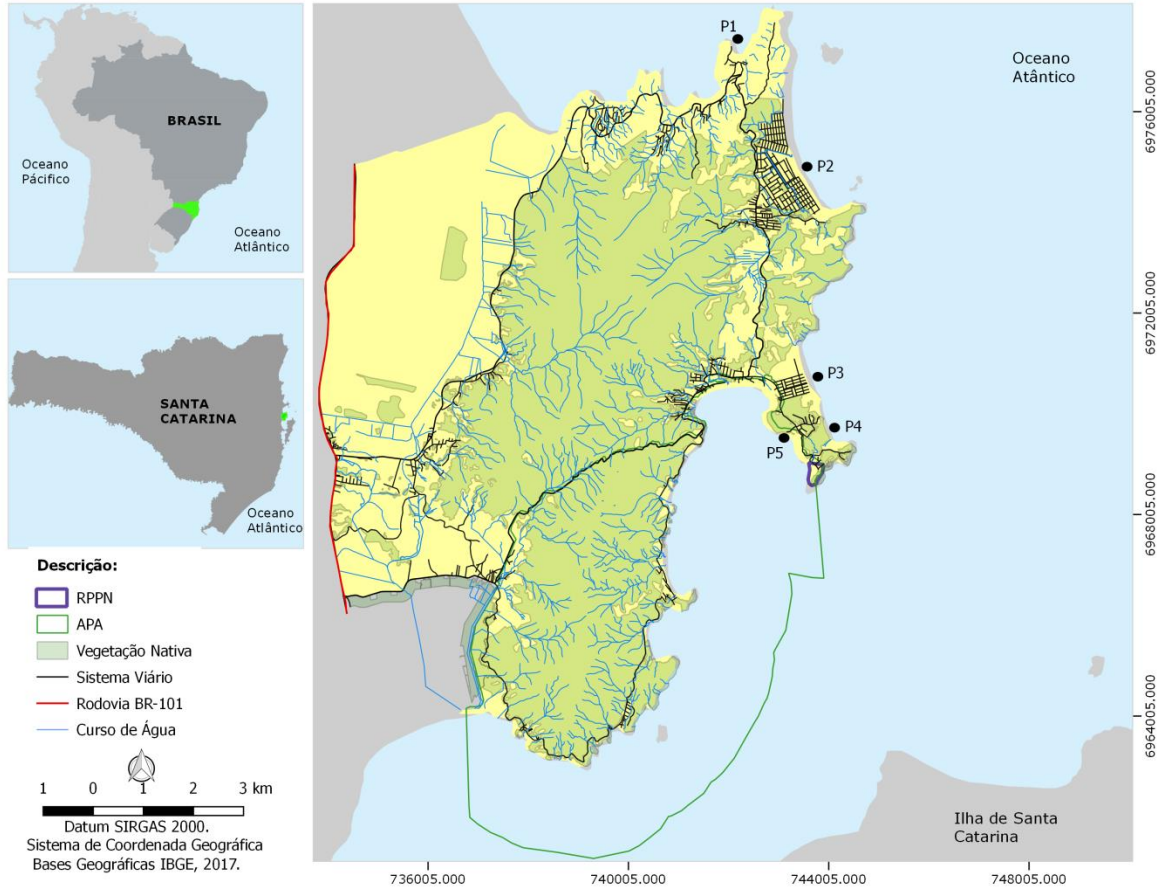 BRASIL
Oceano
Pácifico
Oceano
Atlântico
SANTA
CATARINA
Oceano
Atlântico
Descrição:
RPPN
APA
Vegetação Nativa
Sistema Viário
Rodovia BR-101
Curso de Água
1 0 1 2 3 km
Datum SIRGAS 2000.
Sistema de Coordenada Geográfica
Bases Geográficas IBGE, 2017.
P1
Oceano
Atântico
P2
P3
P4
P5
Ilha de Santa
Catarina
6976005.000
6972005.000
6968005.000
6964005.000
736005.000 740005.000 744005.000 748005.000